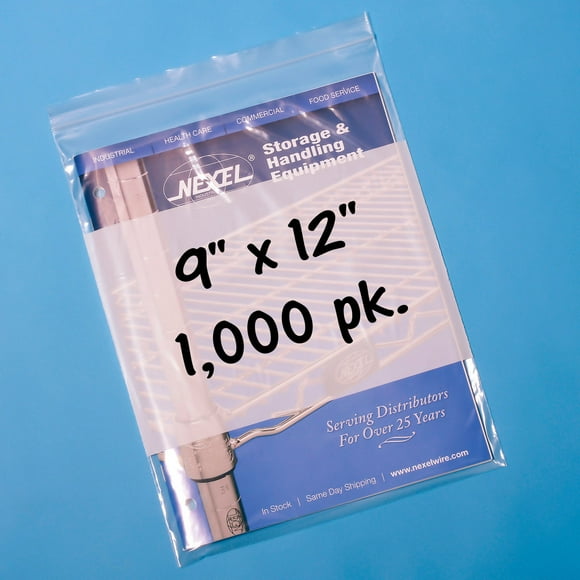 INDUSTRIAL | HEALTH CARE | COMMERCIAL | FOOD SERVICE
NEXEL®
Storage &
Handling
Equipment
9" x 12"
1,000 pk.
NEXEL
Serving Distributors
For Over 25 Years
In Stock | Same Day Shipping | www.nexelwire.com